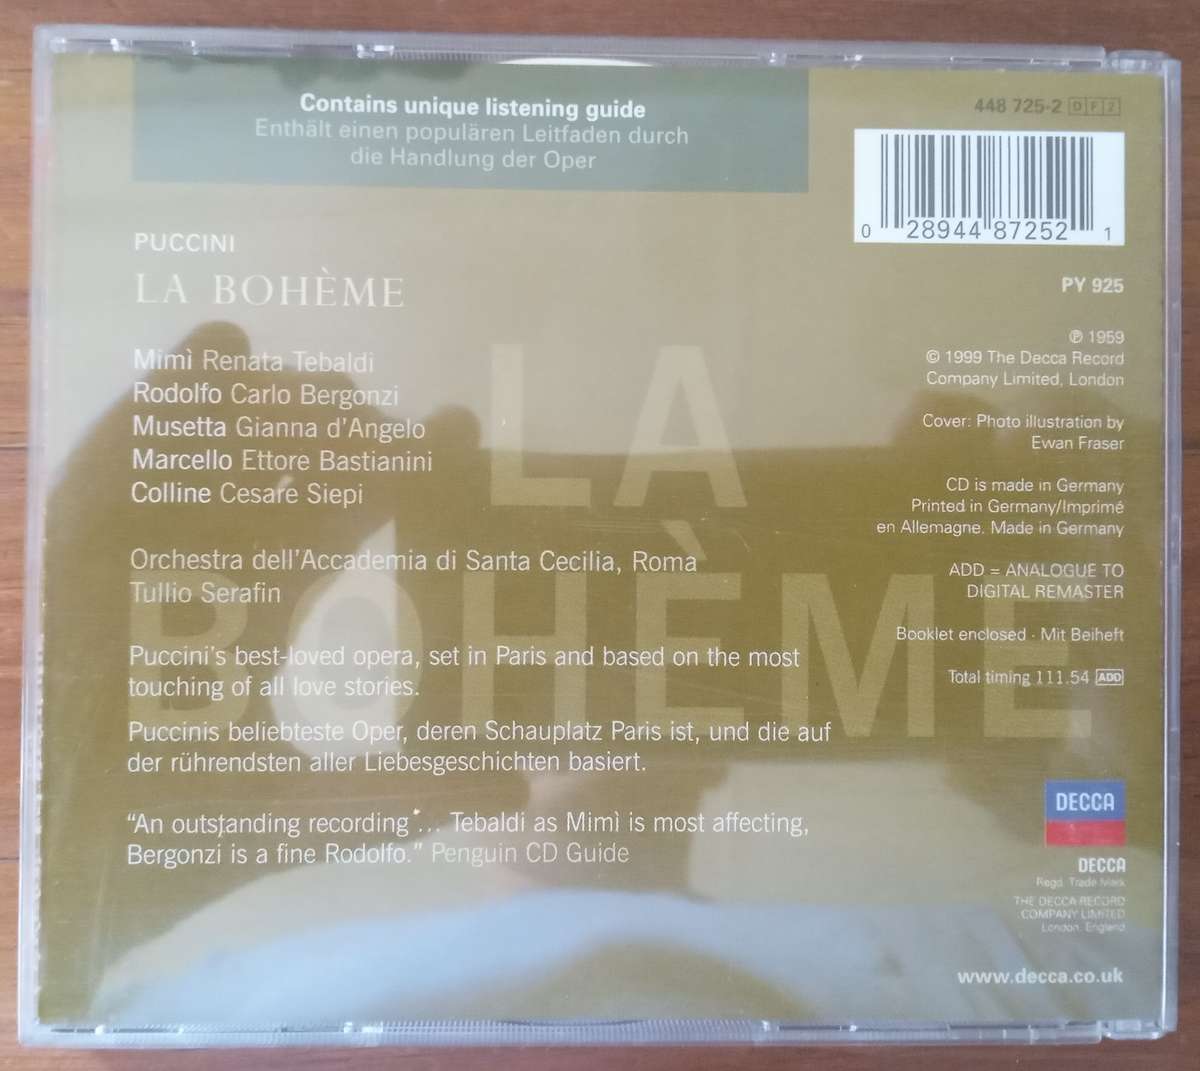 Contains unique listening guide
Enthält einen populären Leitfaden durch
die Handlung der Oper
448 725-2 DF2
0 28944 87252 1
PY 925
PUCCINI
LA BOHÈME
Mimì Renata Tebaldi
Rodolfo Carlo Bergonzi
Musetta Gianna d'Angelo
Marcello Ettore Bastianini
Colline Cesare Siepi
Orchestra dell'Accademia di Santa Cecilia, Roma
Tullio Serafin
Puccini's best-loved opera, set in Paris and based on the most
touching of all love stories.
Puccinis beliebteste Oper, deren Schauplatz Paris ist, und die auf
der rührendsten aller Liebesgeschichten basiert.
“An outstanding recording … Tebaldi as Mimì is most affecting,
Bergonzi is a fine Rodolfo.” Penguin CD Guide
LA
BOHÈME
℗ 1959
© 1999 The Decca Record
Company Limited, London
Cover: Photo illustration by
Ewan Fraser
CD is made in Germany
Printed in Germany/Imprimé
en Allemagne. Made in Germany
ADD = ANALOGUE TO
DIGITAL REMASTER
Booklet enclosed · Mit Beiheft
Total timing 111.54 ADD
DECCA
DECCA
Regd. Trade Mark
THE DECCA RECORD
COMPANY LIMITED
London, England
www.decca.co.uk